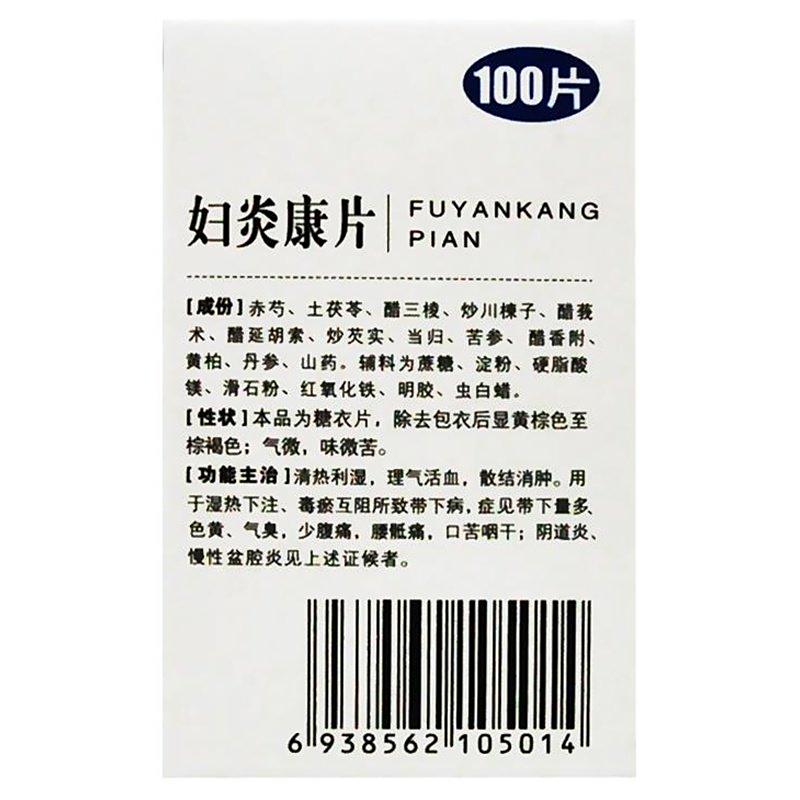 100片
妇炎康片 FUYANKANG
PIAN
[成份]赤芍、土茯苓、醋三棱、炒川楝子、醋莪
术、醋延胡索、炒芡实、当归、苦参、醋香附、
黄柏、丹参、山药。辅料为蔗糖、淀粉、硬脂酸
镁、滑石粉、红氧化铁、明胶、虫白蜡。
[性状]本品为糖衣片，除去包衣后显黄棕色至
棕褐色；气微，味微苦。
[功能主治]清热利湿，理气活血，散结消肿。用
于湿热下注、毒瘀互阻所致带下病，症见带下量多、
色黄、气臭，少腹痛，腰骶痛，口苦咽干；阴道炎、
慢性盆腔炎见上述证候者。
6 938562 105014